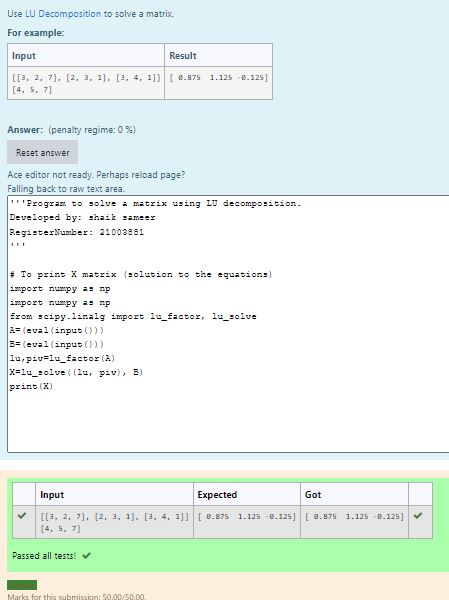 Use LU Decomposition to solve a matrix.
For example:
Input Result
[[3, 2, 7], [2, 3, 1], [3, 4, 1]] [ 0.875 1.125 -0.125]
[4, 5, 7]
Answer: (penalty regime: 0 %)
Reset answer
Ace editor not ready. Perhaps reload page?
Falling back to raw text area.
'''Program to solve a matrix using LU decomposition.
Developed by: shaik sameer
RegisterNumber: 21003881
'''
# To print X matrix (solution to the equations)
import numpy as np
import numpy as np
from scipy.linalg import lu_factor, lu_solve
A=(eval(input()))
B=(eval(input()))
lu,piv=lu_factor(A)
X=lu_solve((lu, piv), B)
print(X)
Input Expected Got
[[3, 2, 7], [2, 3, 1], [3, 4, 1]] [ 0.875 1.125 -0.125] [ 0.875 1.125 -0.125]
[4, 5, 7]
Passed all tests!
Marks for this submission: 50.00/50.00.